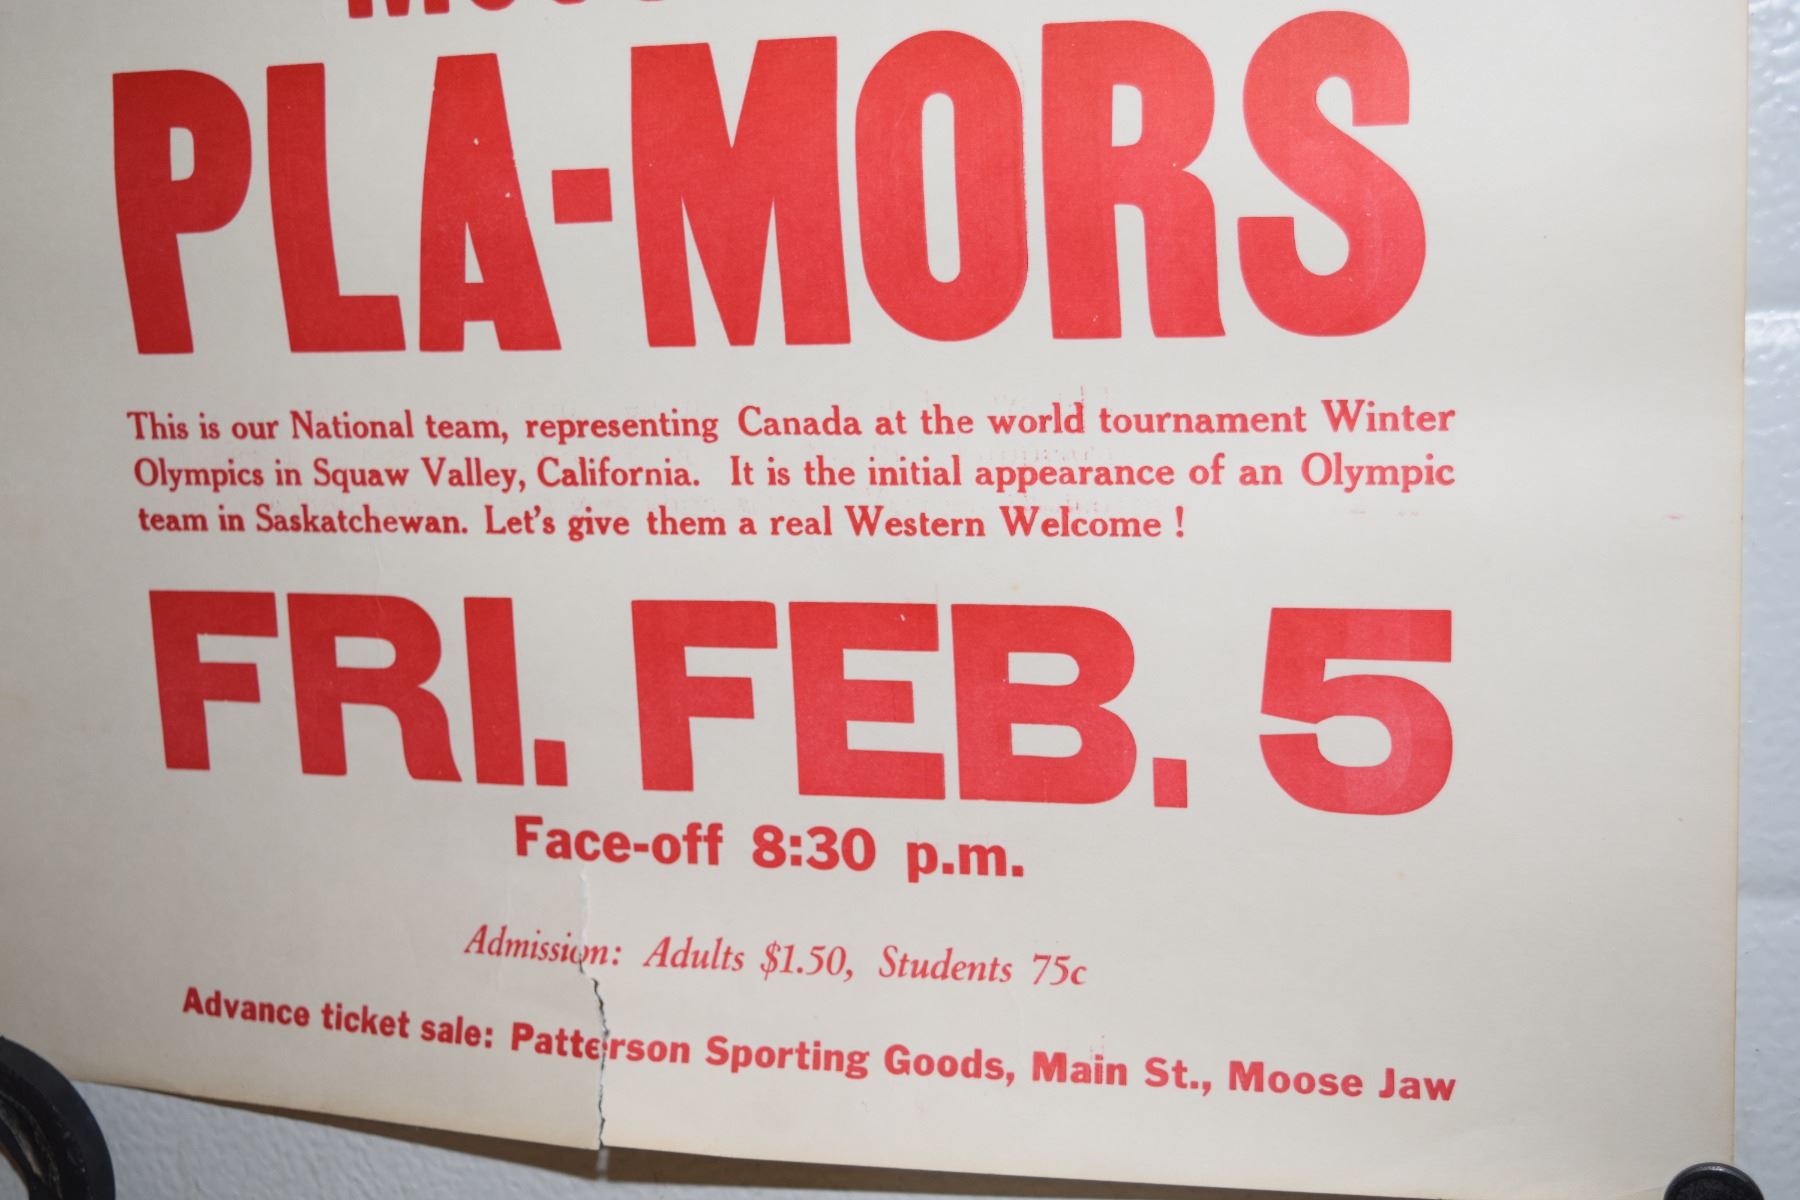 PLA-MORS
This is our National team, representing Canada at the world tournament Winter
Olympics in Squaw Valley, California. It is the initial appearance of an Olympic
team in Saskatchewan. Let's give them a real Western Welcome !
FRI. FEB. 5
Face-off 8:30 p.m.
Admission: Adults $1.50, Students 75c
Advance ticket sale: Patterson Sporting Goods, Main St., Moose Jaw